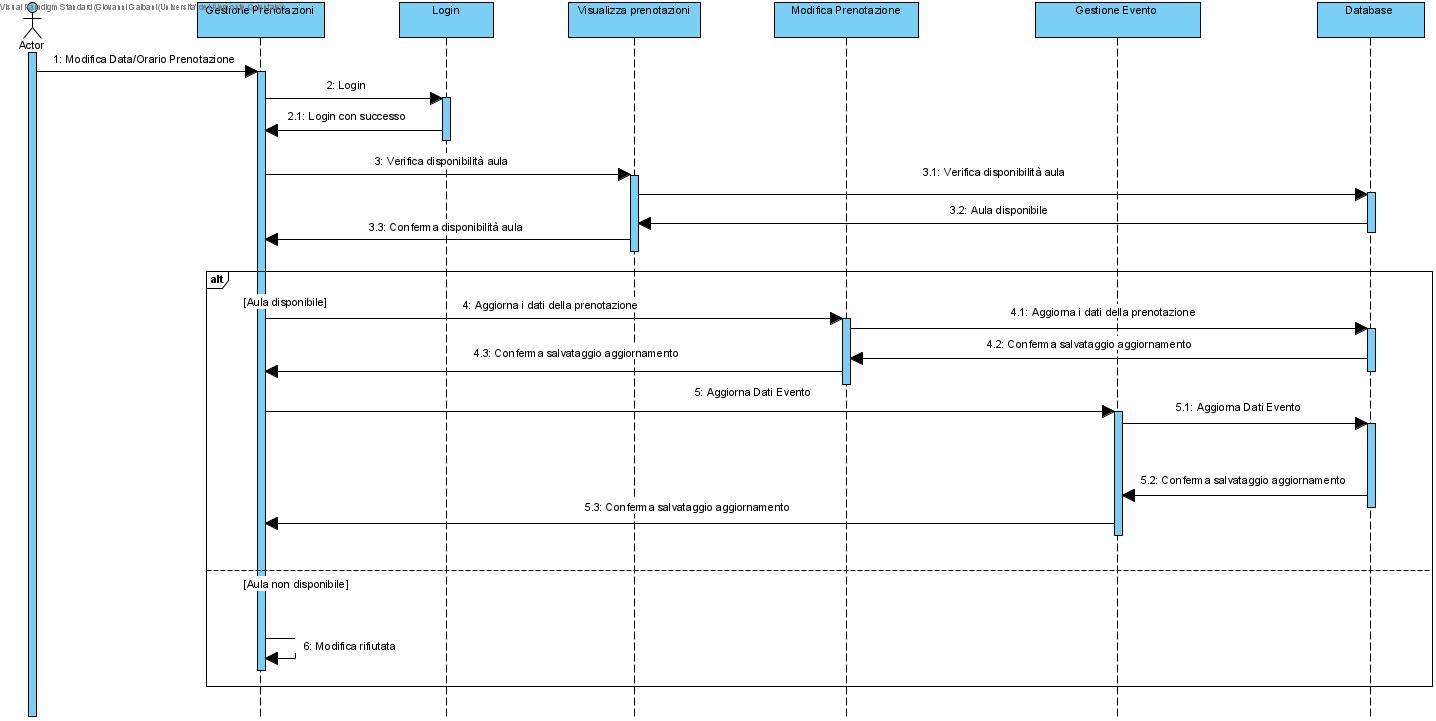 Visual Paradigm Standard (Giovanni Galbani (Universita'
Gestione Prenotazioni
Login
Visualizza prenotazioni
Modifica Prenotazione
Gestione Evento
Database
Actor
1: Modifica Data/Orario Prenotazione
2: Login
2.1: Login con successo
3: Verifica disponibilità aula
3.1: Verifica disponibilità aula
3.2: Aula disponibile
3.3: Conferma disponibilità aula
alt
[Aula disponibile]
4: Aggiorna i dati della prenotazione
4.1: Aggiorna i dati della prenotazione
4.2: Conferma salvataggio aggiornamento
4.3: Conferma salvataggio aggiornamento
5: Aggiorna Dati Evento
5.1: Aggiorna Dati Evento
5.2: Conferma salvataggio aggiornamento
5.3: Conferma salvataggio aggiornamento
[Aula non disponibile]
6: Modifica rifiutata